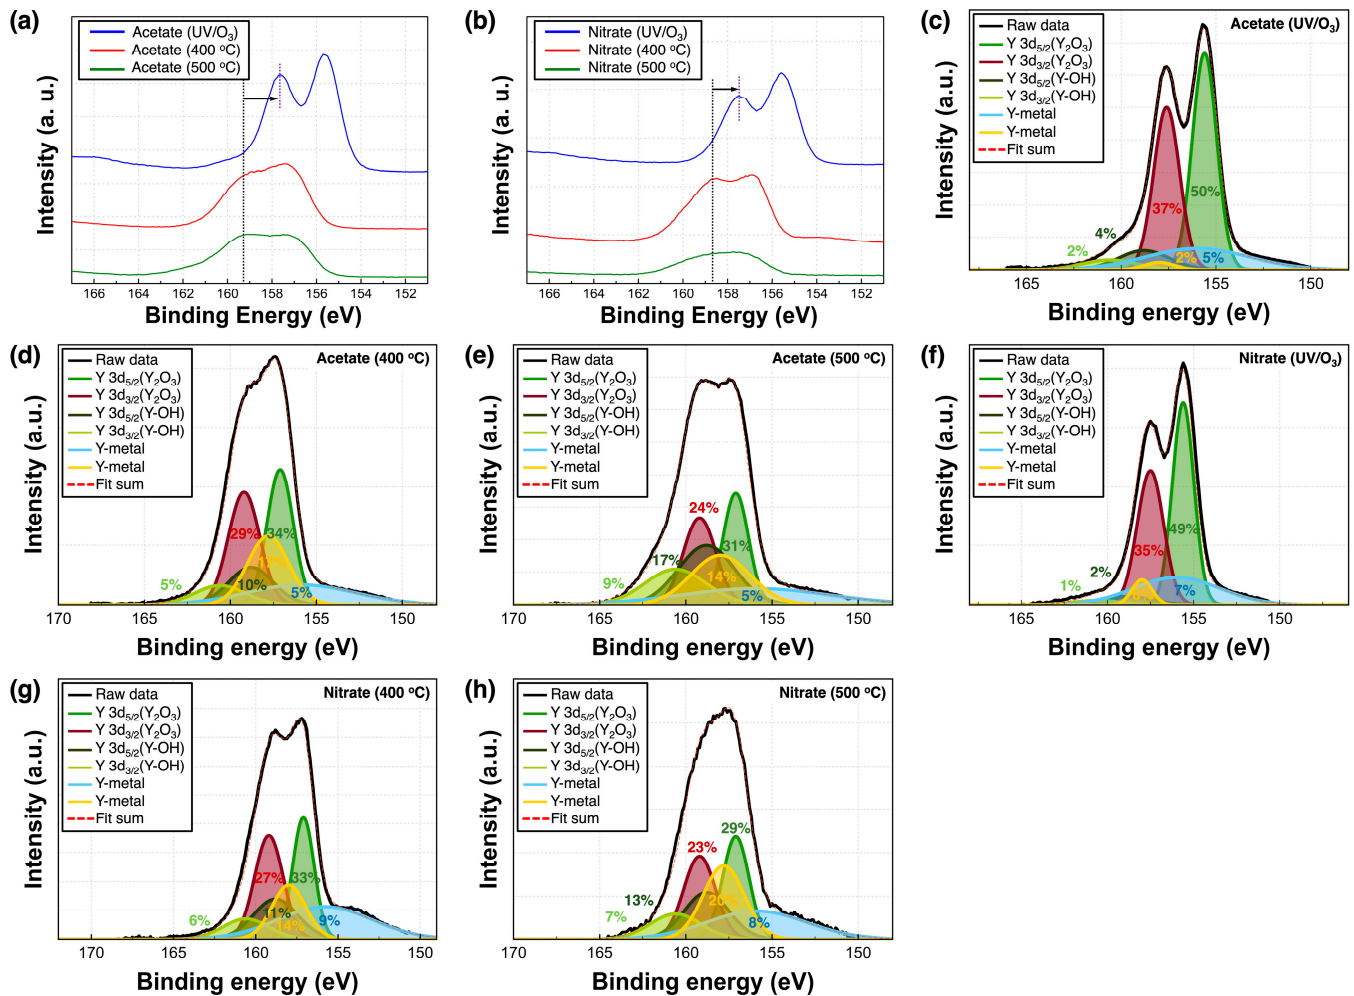 (a)
Acetate (UV/O₃)
Acetate (400 ºC)
Acetate (500 ºC)
Intensity (a. u.)
166 164 162 160 158 156 154 152
Binding Energy (eV)
(b)
Nitrate (UV/O₃)
Nitrate (400 ºC)
Nitrate (500 ºC)
Intensity (a. u.)
166 164 162 160 158 156 154 152
Binding Energy (eV)
(c)
Raw data
Y 3d5/2(Y₂O₃)
Y 3d3/2(Y₂O₃)
Y 3d5/2(Y-OH)
Y 3d3/2(Y-OH)
Y-metal
Y-metal
Fit sum
Acetate (UV/O₃)
50%
37%
4%
2%
2%
5%
Intensity (a.u.)
165 160 155 150
Binding energy (eV)
(d)
Raw data
Y 3d5/2(Y₂O₃)
Y 3d3/2(Y₂O₃)
Y 3d5/2(Y-OH)
Y 3d3/2(Y-OH)
Y-metal
Y-metal
Fit sum
Acetate (400 ºC)
29%
34%
5%
10%
5%
Intensity (a.u.)
170 165 160 155 150
Binding energy (eV)
(e)
Raw data
Y 3d5/2(Y₂O₃)
Y 3d3/2(Y₂O₃)
Y 3d5/2(Y-OH)
Y 3d3/2(Y-OH)
Y-metal
Y-metal
Fit sum
Acetate (500 ºC)
24%
31%
17%
9%
14%
5%
Intensity (a.u.)
170 165 160 155 150
Binding energy (eV)
(f)
Raw data
Y 3d5/2(Y₂O₃)
Y 3d3/2(Y₂O₃)
Y 3d5/2(Y-OH)
Y 3d3/2(Y-OH)
Y-metal
Y-metal
Fit sum
Nitrate (UV/O₃)
49%
35%
2%
1%
7%
Intensity (a.u.)
165 160 155 150
Binding energy (eV)
(g)
Raw data
Y 3d5/2(Y₂O₃)
Y 3d3/2(Y₂O₃)
Y 3d5/2(Y-OH)
Y 3d3/2(Y-OH)
Y-metal
Y-metal
Fit sum
Nitrate (400 ºC)
27%
33%
6%
11%
14%
9%
Intensity (a.u.)
170 165 160 155 150
Binding energy (eV)
(h)
Raw data
Y 3d5/2(Y₂O₃)
Y 3d3/2(Y₂O₃)
Y 3d5/2(Y-OH)
Y 3d3/2(Y-OH)
Y-metal
Y-metal
Fit sum
Nitrate (500 ºC)
29%
23%
13%
7%
20%
8%
Intensity (a.u.)
170 165 160 155 150
Binding energy (eV)